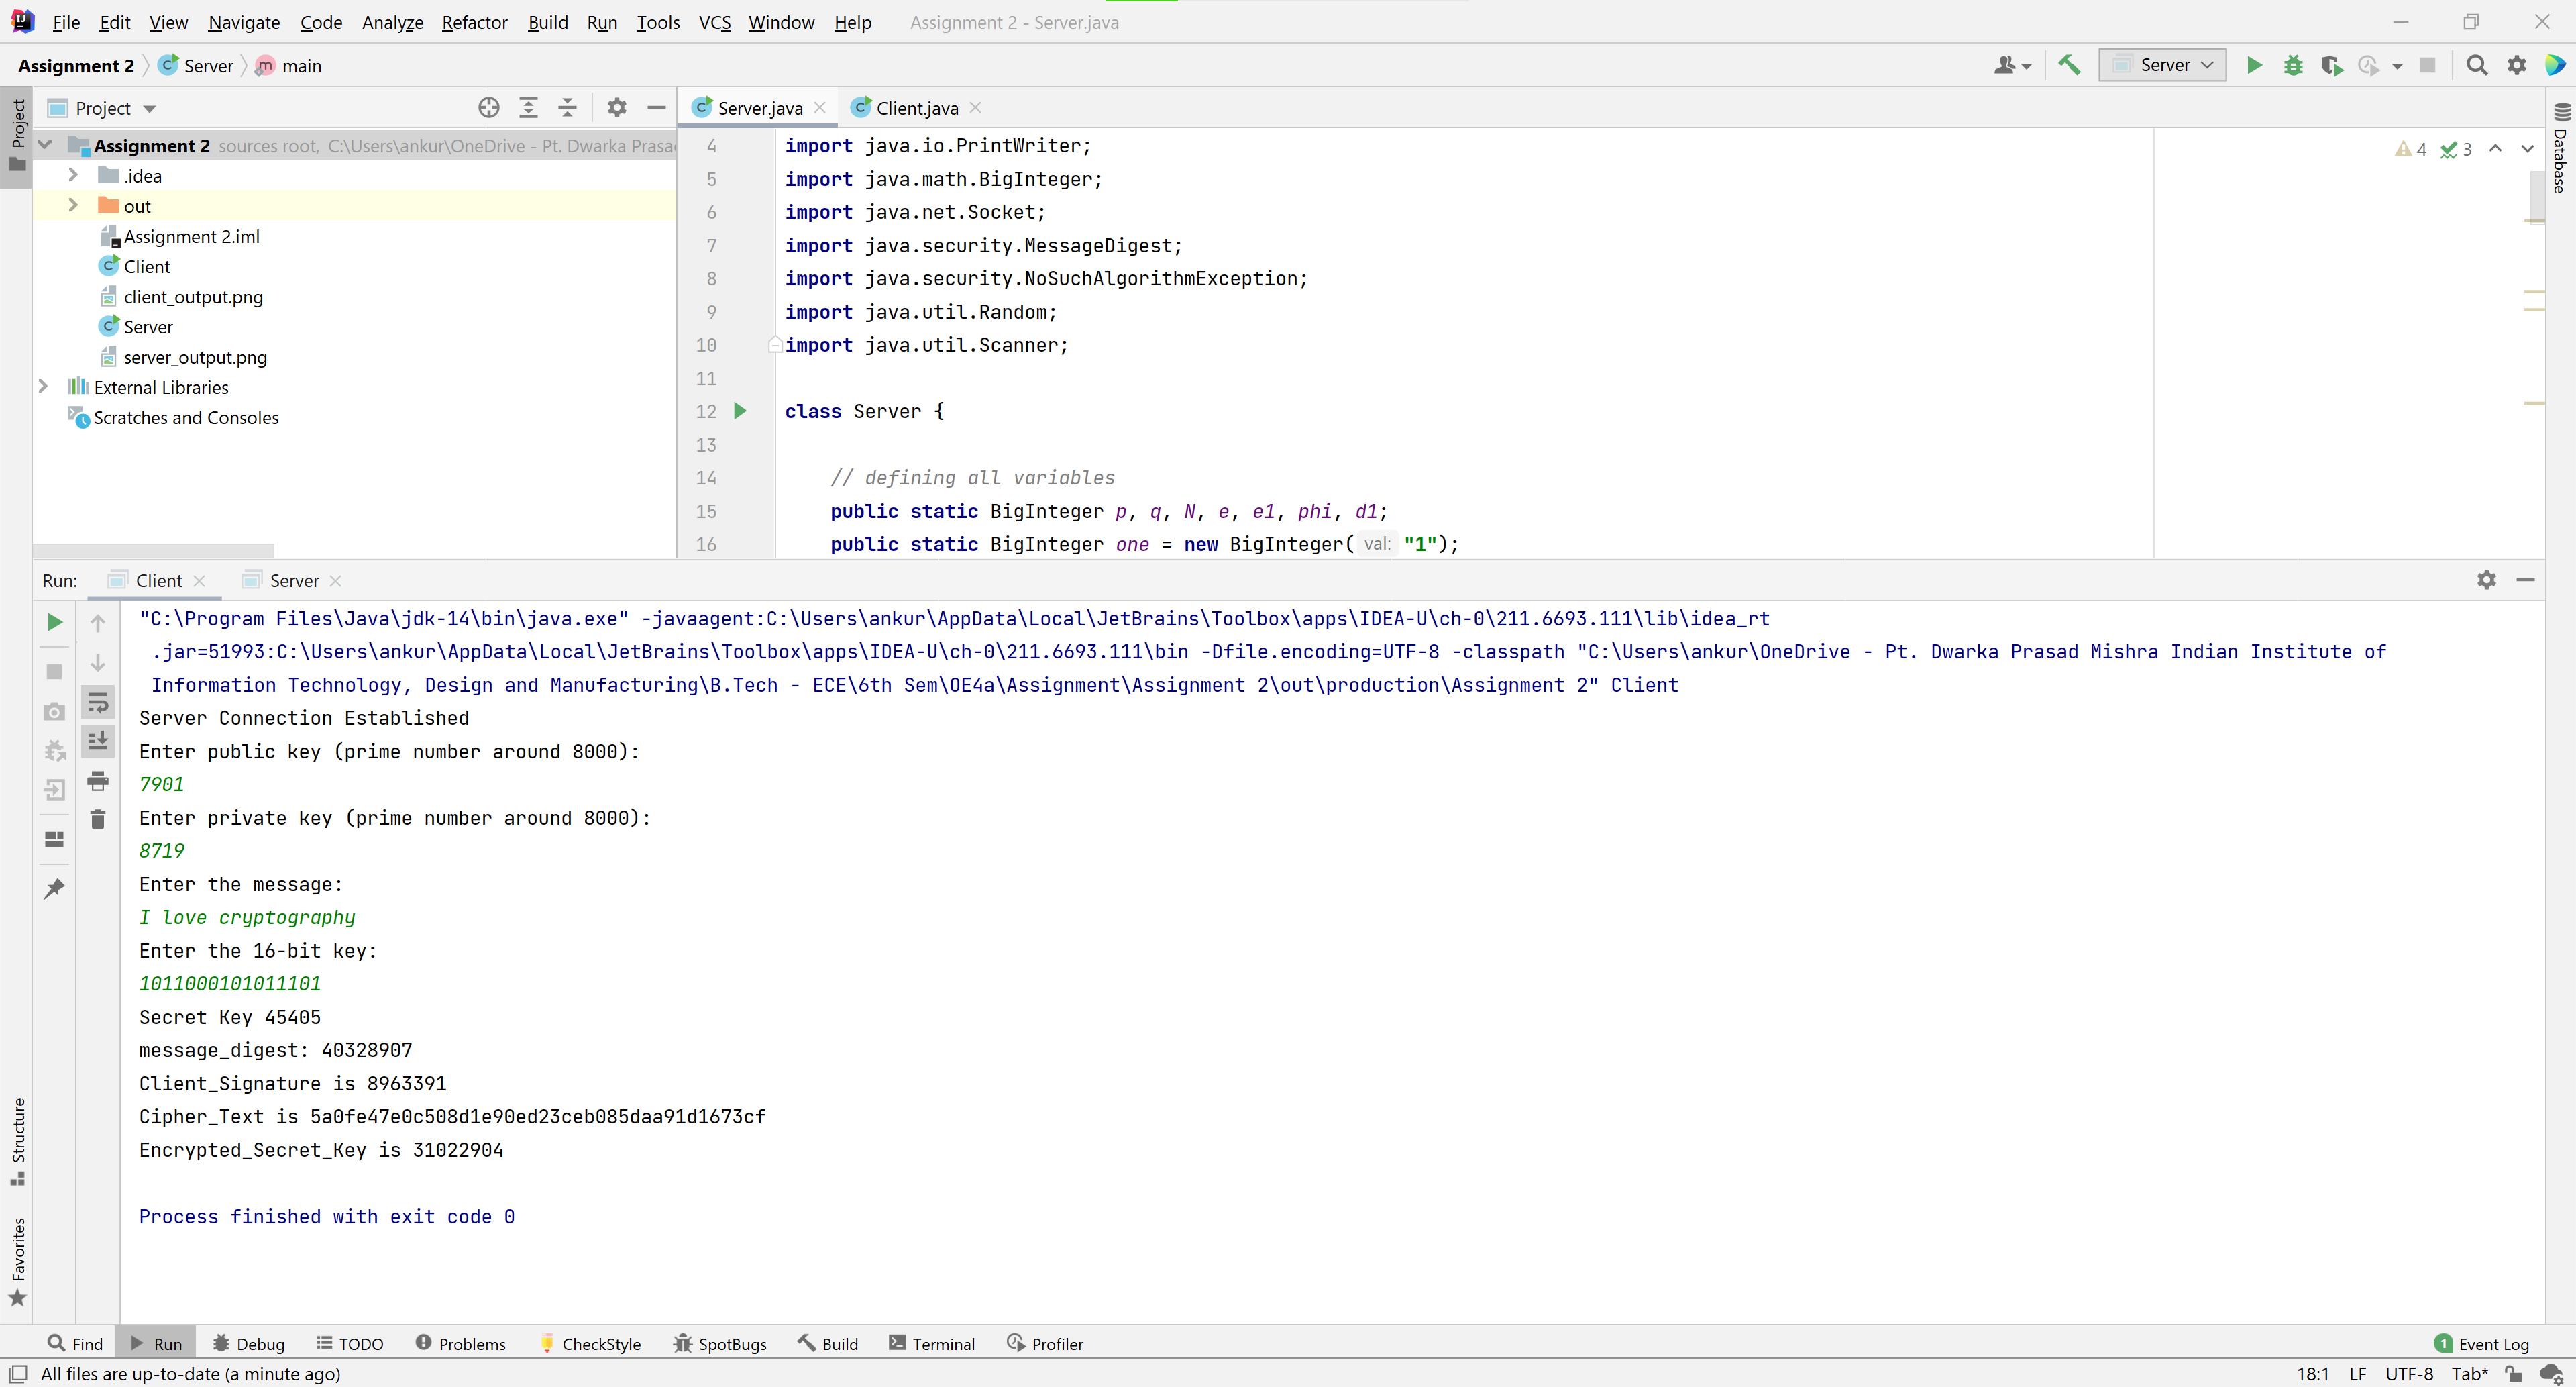 File Edit View Navigate Code Analyze Refactor Build Run Tools VCS Window Help Assignment 2 - Server.java
Assignment 2 Server main Server
Project
Project
Server.java Client.java
Database
Assignment 2 sources root, C:\Users\ankur\OneDrive - Pt. Dwarka Prasa
.idea
out
Assignment 2.iml
Client
client_output.png
Server
server_output.png
External Libraries
Scratches and Consoles
4 3
4 import java.io.PrintWriter;
5 import java.math.BigInteger;
6 import java.net.Socket;
7 import java.security.MessageDigest;
8 import java.security.NoSuchAlgorithmException;
9 import java.util.Random;
10 import java.util.Scanner;
11
12 class Server {
13
14 // defining all variables
15 public static BigInteger p, q, N, e, e1, phi, d1;
16 public static BigInteger one = new BigInteger( val: "1");
Run: Client Server
"C:\Program Files\Java\jdk-14\bin\java.exe" -javaagent:C:\Users\ankur\AppData\Local\JetBrains\Toolbox\apps\IDEA-U\ch-0\211.6693.111\lib\idea_rt
.jar=51993:C:\Users\ankur\AppData\Local\JetBrains\Toolbox\apps\IDEA-U\ch-0\211.6693.111\bin -Dfile.encoding=UTF-8 -classpath "C:\Users\ankur\OneDrive - Pt. Dwarka Prasad Mishra Indian Institute of
Information Technology, Design and Manufacturing\B.Tech - ECE\6th Sem\OE4a\Assignment\Assignment 2\out\production\Assignment 2" Client
Server Connection Established
Enter public key (prime number around 8000):
7901
Enter private key (prime number around 8000):
8719
Enter the message:
I love cryptography
Enter the 16-bit key:
1011000101011101
Secret Key 45405
message_digest: 40328907
Client_Signature is 8963391
Cipher_Text is 5a0fe47e0c508d1e90ed23ceb085daa91d1673cf
Encrypted_Secret_Key is 31022904
Process finished with exit code 0
Structure
Favorites
Find Run Debug TODO Problems CheckStyle SpotBugs Build Terminal Profiler 1 Event Log
All files are up-to-date (a minute ago) 18:1 LF UTF-8 Tab*